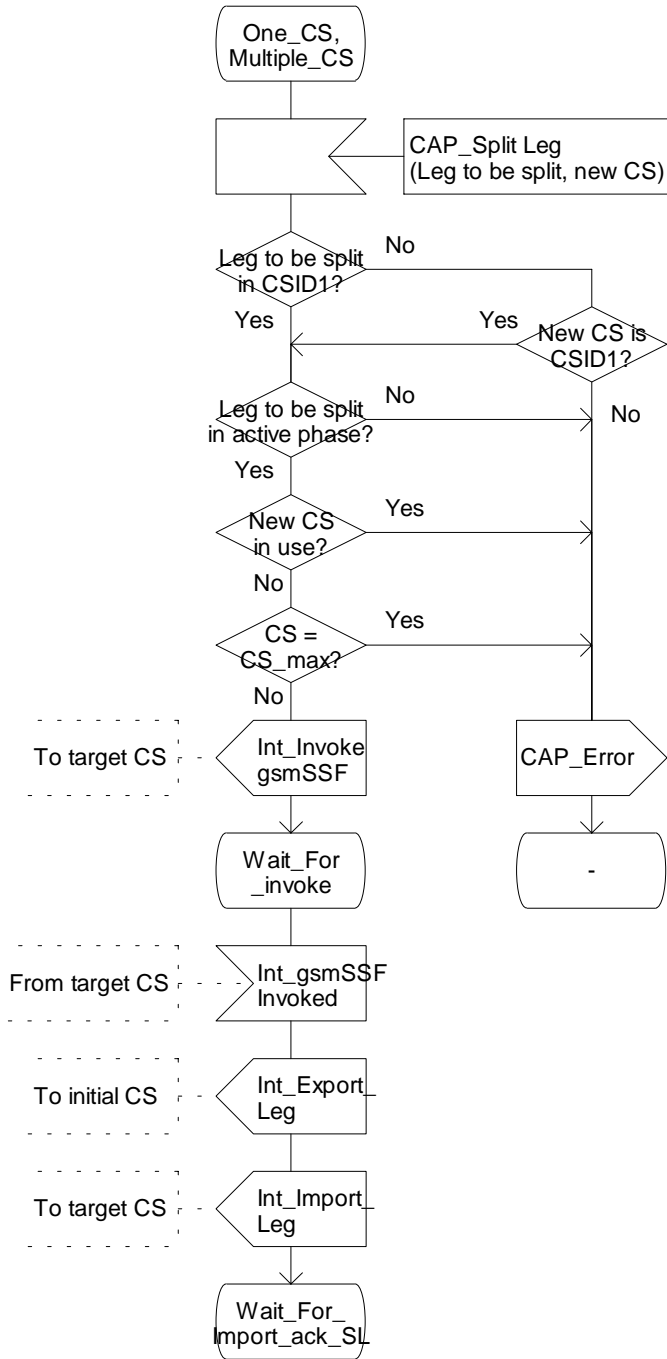 One_CS,
Multiple_CS
CAP_Split Leg
(Leg to be split, new CS)
Leg to be split
in CSID1?
No
Yes
Yes
New CS is
CSID1?
Leg to be split
in active phase?
No
No
Yes
New CS
in use?
Yes
No
CS =
CS_max?
Yes
No
To target CS
Int_Invoke
gsmSSF
CAP_Error
Wait_For
_invoke
-
From target CS
Int_gsmSSF
Invoked
To initial CS
Int_Export_
Leg
To target CS
Int_Import_
Leg
Wait_For_
Import_ack_SL